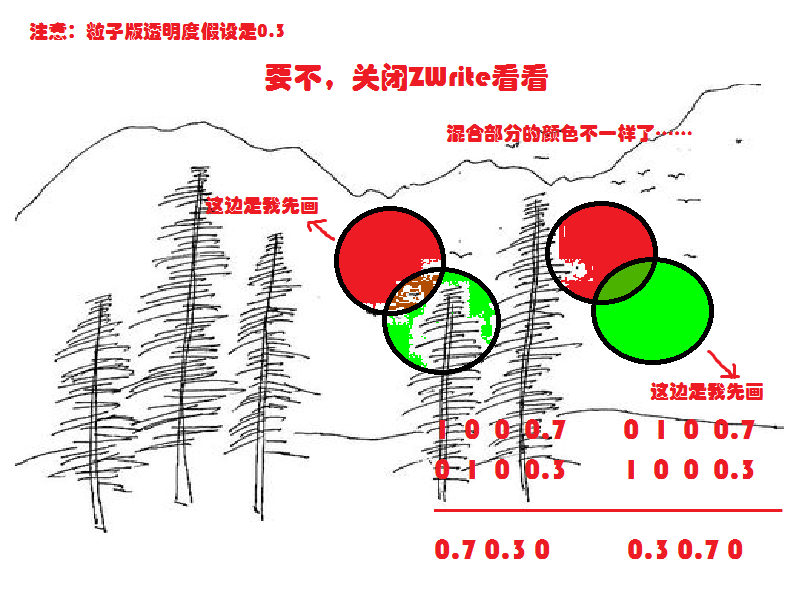 注意：粒子版透明度假设是0.3
要不，关闭ZWrite看看
混合部分的颜色不一样了……
这边是我先画
这边是我先画
1 0 0 0.7 0 1 0 0.7
0 1 0 0.3 1 0 0 0.3
0.7 0.3 0 0.3 0.7 0